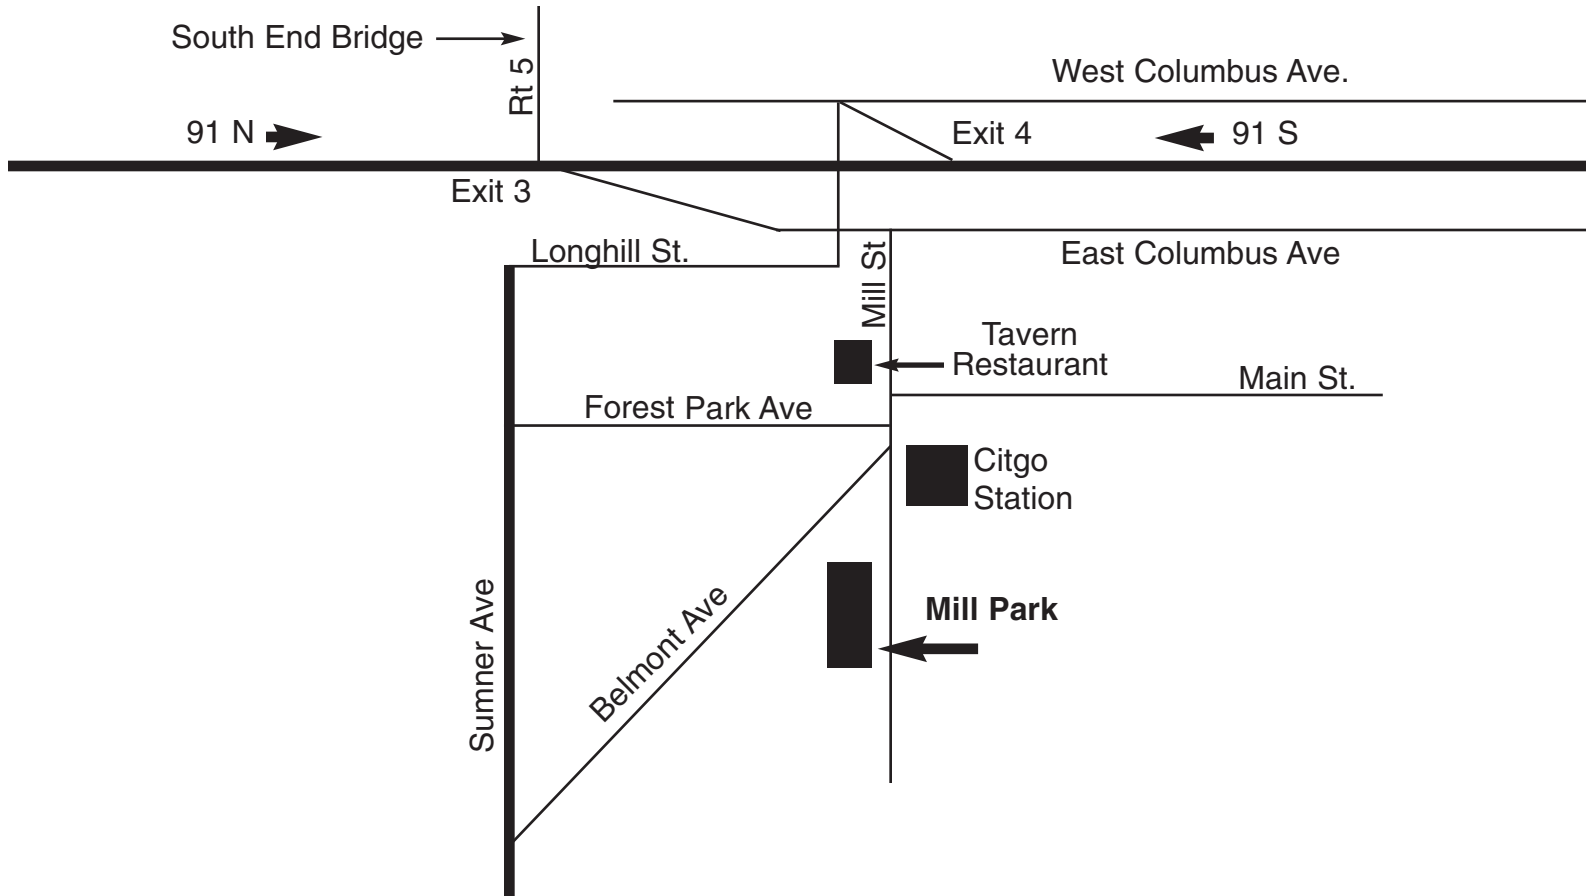 South End Bridge
Rt 5
West Columbus Ave.
91 N
Exit 4
91 S
Exit 3
Longhill St.
Mill St
East Columbus Ave
Tavern
Restaurant
Main St.
Forest Park Ave
Citgo
Station
Sumner Ave
Belmont Ave
Mill Park